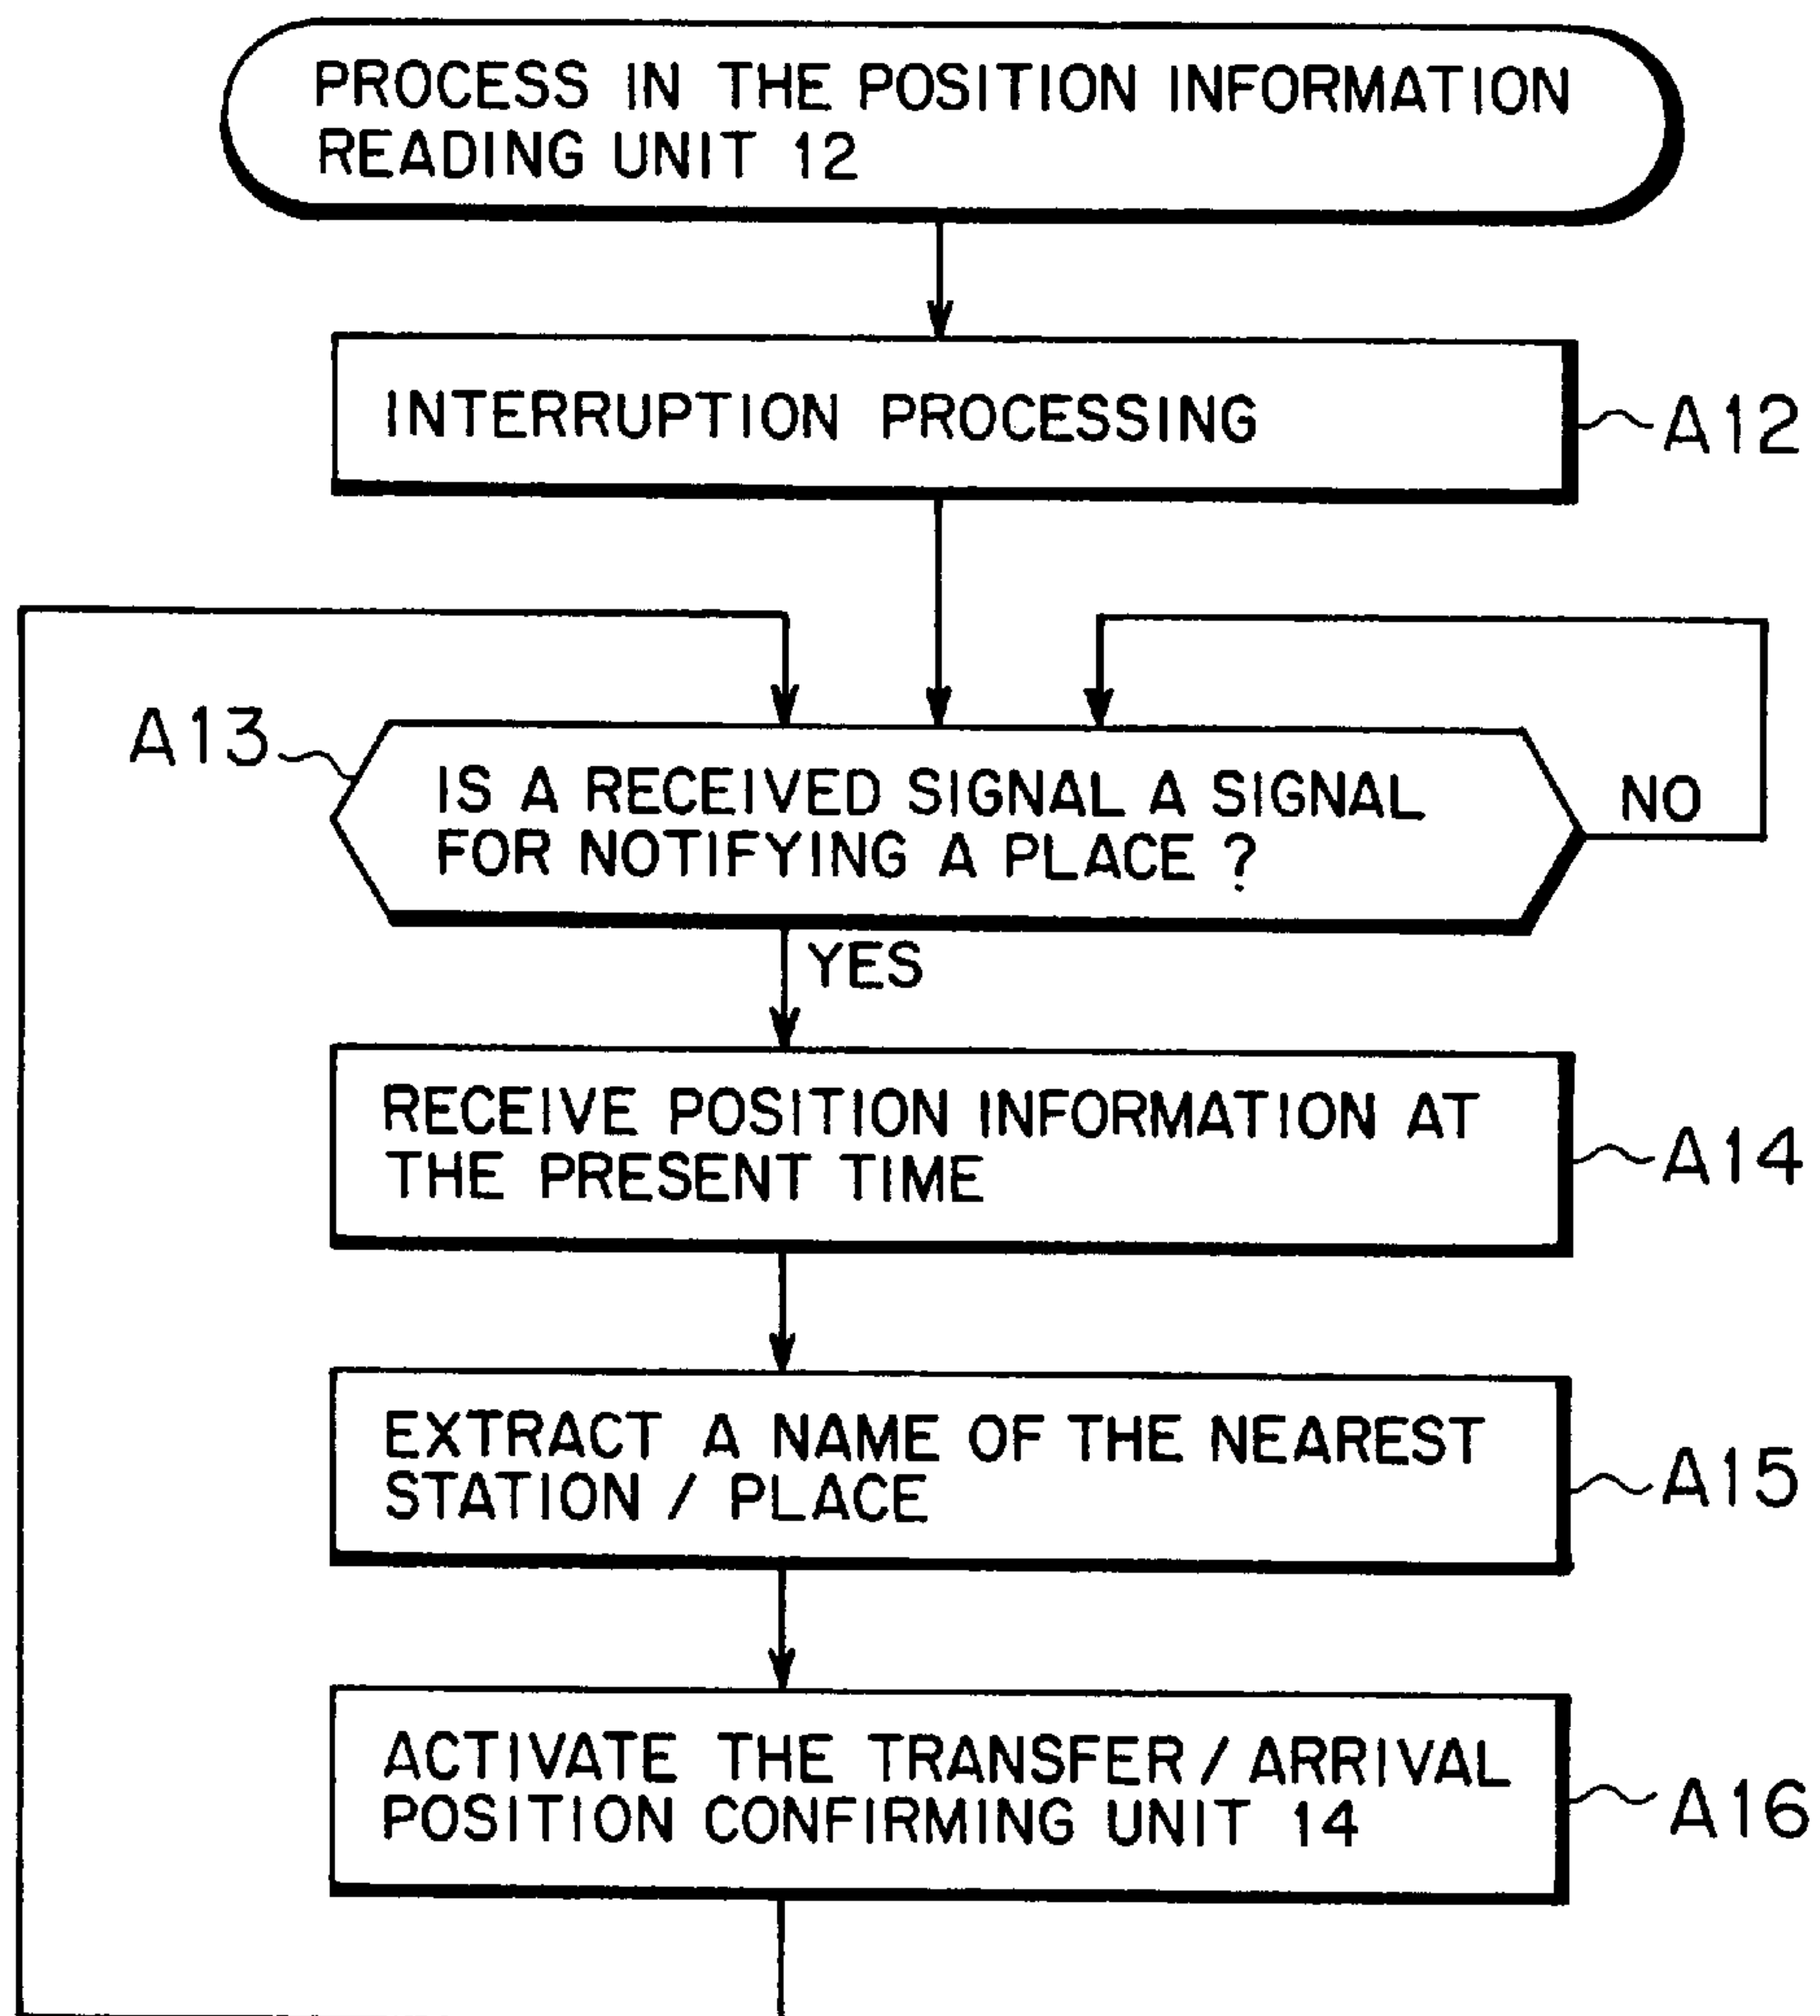 PROCESS IN THE POSITION INFORMATION
READING UNIT 12
INTERRUPTION PROCESSING
A12
A13
IS A RECEIVED SIGNAL A SIGNAL
FOR NOTIFYING A PLACE ?
NO
YES
RECEIVE POSITION INFORMATION AT
THE PRESENT TIME
A14
EXTRACT A NAME OF THE NEAREST
STATION / PLACE
A15
ACTIVATE THE TRANSFER / ARRIVAL
POSITION CONFIRMING UNIT 14
A16